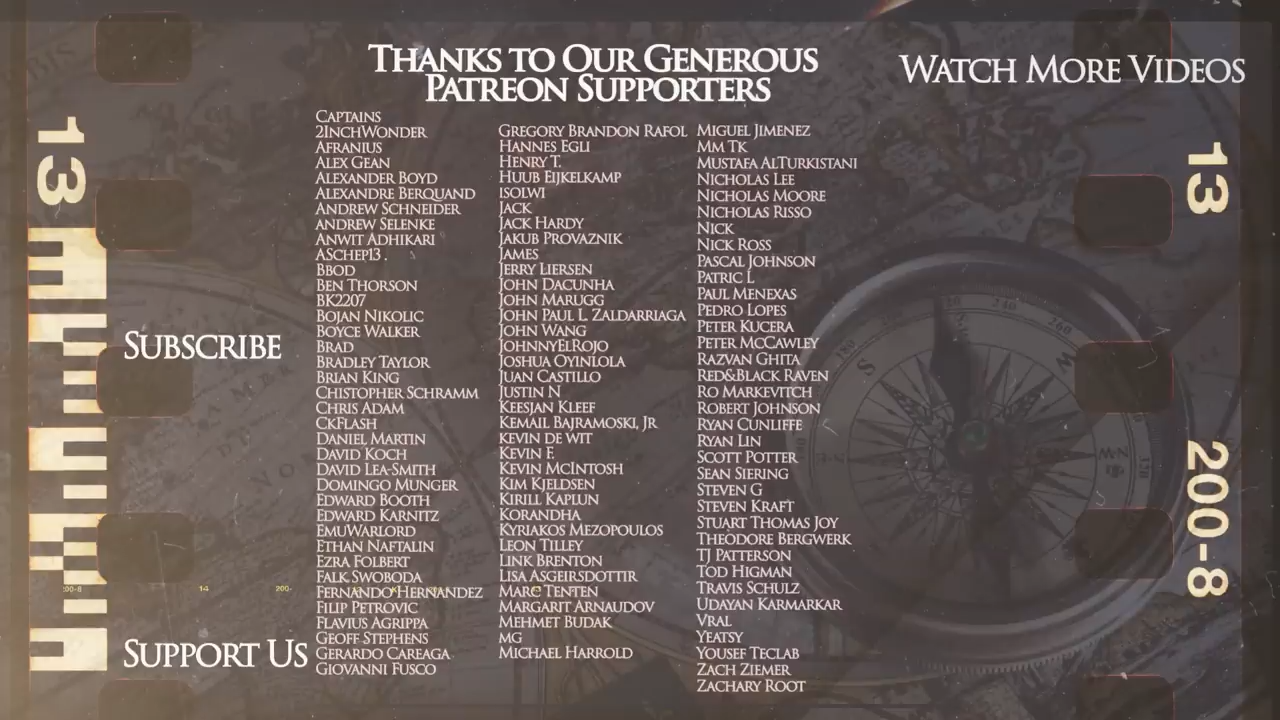 Thanks to Our Generous
Patreon Supporters
Watch More Videos
Subscribe
Support Us
Captains
2InchWonder
Afranius
Alex Gean
Alexander Boyd
Alexandre Berquand
Andrew Schneider
Andrew Selenke
Anwit Adhikari
ASchep13 .
Bbod
Ben Thorson
BK2207
Bojan Nikolic
Boyce Walker
Brad
Bradley Taylor
Brian King
Chistopher Schramm
Chris Adam
CkFlash
Daniel Martin
David Koch
David Lea-Smith
Domingo Munger
Edward Booth
Edward Karnitz
EmuWarlord
Ethan Naftalin
Ezra Folbert
Falk Swoboda
Fernando Hernandez
Filip Petrovic
Flavius Agrippa
Geoff Stephens
Gerardo Careaga
Giovanni Fusco
Gregory Brandon Rafol
Hannes Egli
Henry T.
Huub Eijkelkamp
Isolwi
Jack
Jack Hardy
Jakub Provaznik
James
Jerry Liersen
John Dacunha
John Marugg
John Paul L Zaldarriaga
John Wang
JohnnyElRojo
Joshua Oyinlola
Juan Castillo
Justin N
Keesjan Kleef
Kemail Bajramoski, Jr
Kevin de Wit
Kevin F.
Kevin McIntosh
Kim Kjeldsen
Kirill Kaplun
Korandha
Kyriakos Mezopoulos
Leon Tilley
Link Brenton
Lisa Asgeirsdottir
Marc Tenten
Margarit Arnaudov
Mehmet Budak
MG
Michael Harrold
Miguel Jimenez
Mm Tk
Mustafa AlTurkistani
Nicholas Lee
Nicholas Moore
Nicholas Risso
Nick
Nick Ross
Pascal Johnson
Patric L
Paul Menexas
Pedro Lopes
Peter Kucera
Peter McCawley
Razvan Ghita
Red&Black Raven
Ro Markevitch
Robert Johnson
Ryan Cunliffe
Ryan Lin
Scott Potter
Sean Siering
Steven G
Steven Kraft
Stuart Thomas Joy
Theodore Bergwerk
TJ Patterson
Tod Higman
Travis Schulz
Udayan Karmarkar
Vral
Yeatsy
Yousef Teclab
Zach Ziemer
Zachary Root
13
13
200-8
14
200-